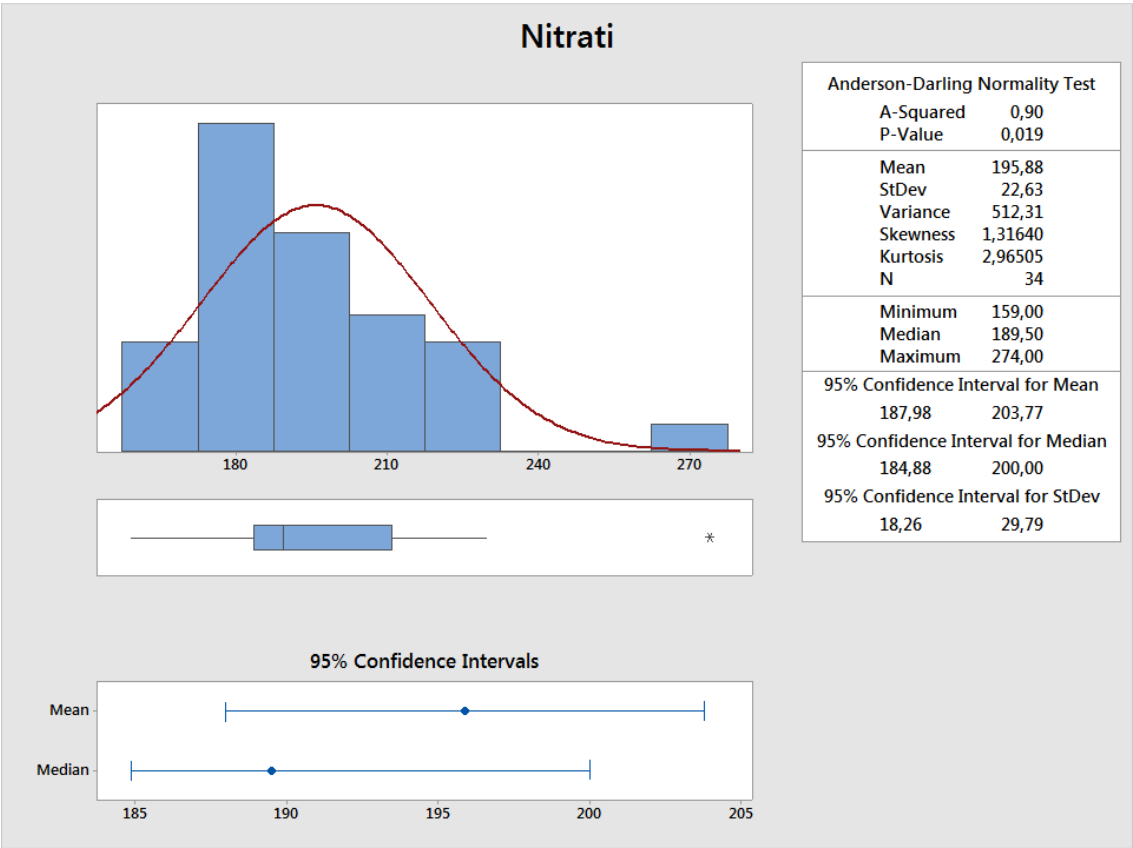 Nitrati
180 210 240 270
95% Confidence Intervals
Mean
Median
185 190 195 200 205
Anderson-Darling Normality Test
A-Squared 0,90
P-Value 0,019
Mean 195,88
StDev 22,63
Variance 512,31
Skewness 1,31640
Kurtosis 2,96505
N 34
Minimum 159,00
Median 189,50
Maximum 274,00
95% Confidence Interval for Mean
187,98 203,77
95% Confidence Interval for Median
184,88 200,00
95% Confidence Interval for StDev
18,26 29,79